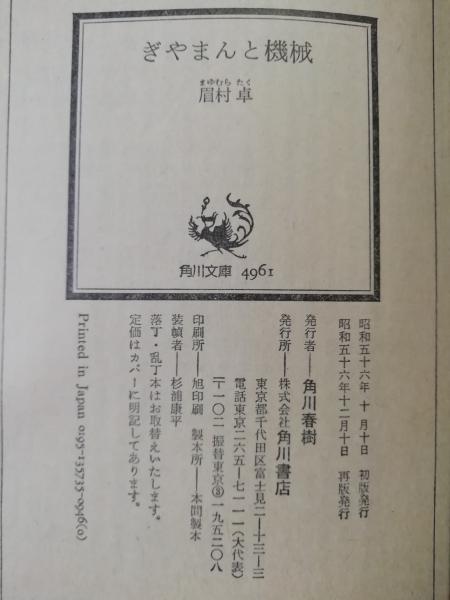 ぎやまんと機械
まゆむら たく
眉村 卓
角川文庫 4961
昭和五十六年 十 月十日 初版発行
昭和五十六年十二月十日 再版発行
発行者──角川春樹
発行所──株式会社角川書店
東京都千代田区富士見二─十三─三
電話東京二六五─七一一一(大代表)
〒一〇二 振替東京③一九五二〇八
印刷所──旭印刷 製本所──本間製本
装幀者──杉浦康平
落丁・乱丁本はお取替えいたします。
定価はカバーに明記してあります。
Printed in Japan 0195-135735-0946(0)